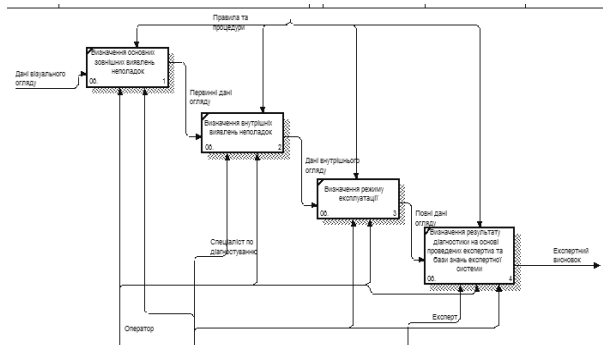 Правила та
процедури
Визначення основних
зовнішніх виявлень
неполадок
0б.
1
Дані візуального
огляду
Первинні дані
огляду
Визначення внутрішніх
виявлень неполадок
0б.
2
Дані внутрішнього
огляду
Визначення режиму
експлуатації
0б.
3
Повні дані
огляду
Визначення результату
діагностики на основі
проведених експертиз та
бази знань експертної
системи
0б.
4
Експертний
висновок
Спеціаліст по
діагностуванню
Оператор
Експерт